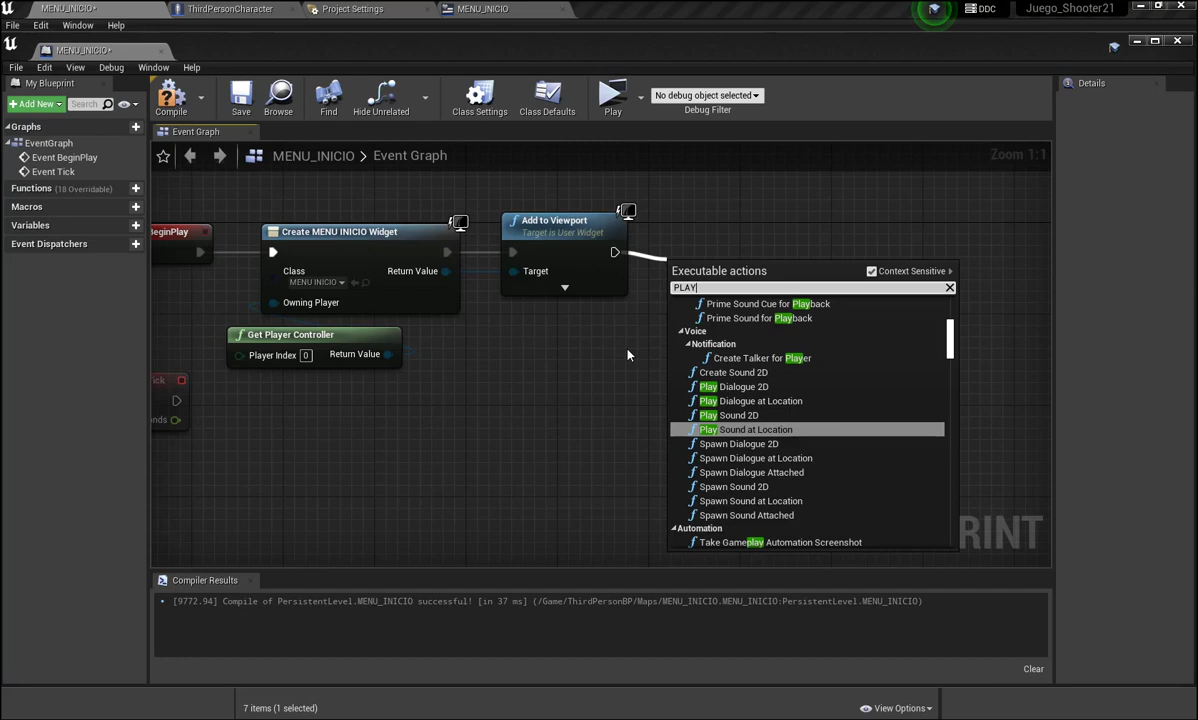 MENU_INICIO*
ThirdPersonCharacter
Project Settings
MENU_INICIO
DDC
Juego_Shooter21
File Edit Window Help
MENU_INICIO*
File Edit View Debug Window Help
My Blueprint
Details
Add New
Search
Compile
Save
Browse
Find
Hide Unrelated
Class Settings
Class Defaults
Play
No debug object selected
Debug Filter
Graphs
EventGraph
Event BeginPlay
Event Tick
Functions (18 Overridable)
Macros
Variables
Event Dispatchers
Event Graph
MENU_INICIO > Event Graph
Zoom 1:1
BeginPlay
Create MENU INICIO Widget
Class
MENU INICIO
Return Value
Owning Player
Add to Viewport
Target is User Widget
Target
Get Player Controller
Player Index 0
Return Value
Tick
Executable actions
Context Sensitive
PLAY
Prime Sound Cue for Playback
Prime Sound for Playback
Voice
Notification
Create Talker for Player
Create Sound 2D
Play Dialogue 2D
Play Dialogue at Location
Play Sound 2D
Play Sound at Location
Spawn Dialogue 2D
Spawn Dialogue at Location
Spawn Dialogue Attached
Spawn Sound 2D
Spawn Sound at Location
Spawn Sound Attached
Automation
Take Gameplay Automation Screenshot
Compiler Results
[9772.94] Compile of PersistentLevel.MENU_INICIO successful! [in 37 ms] (/Game/ThirdPersonBP/Maps/MENU_INICIO.MENU_INICIO:PersistentLevel.MENU_INICIO)
Clear
7 items (1 selected)
View Options